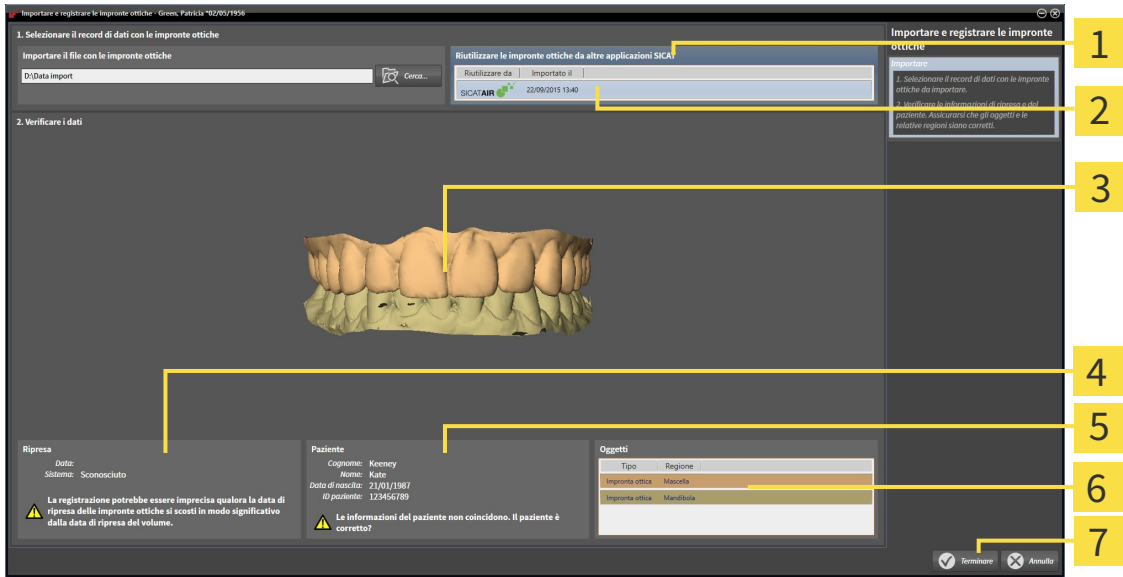 Importare e registrare le impronte ottiche - Green, Patricia *02/05/1956
1. Selezionare il record di dati con le impronte ottiche
Importare il file con le impronte ottiche
D:\Data import
Cerca...
Riutilizzare le impronte ottiche da altre applicazioni SICAT
Riutilizzare da Importato il
SICATAIR 22/09/2015 13:40
2. Verificare i dati
Ripresa
Data:
Sistema: Sconosciuto
La registrazione potrebbe essere imprecisa qualora la data di
ripresa delle impronte ottiche si scosti in modo significativo
dalla data di ripresa del volume.
Paziente
Cognome: Keeney
Nome: Kate
Data di nascita: 21/01/1987
ID paziente: 123456789
Le informazioni del paziente non coincidono. Il paziente è
corretto?
Oggetti
Tipo Regione
Impronta ottica Mascella
Impronta ottica Mandibola
Importare e registrare le impronte
ottiche
Importare
1. Selezionare il record di dati con le impronte
ottiche da importare.
2. Verificare le informazioni di ripresa e del
paziente. Assicurarsi che gli oggetti e le
relative regioni siano corretti.
Terminare
Annulla
1
2
3
4
5
6
7